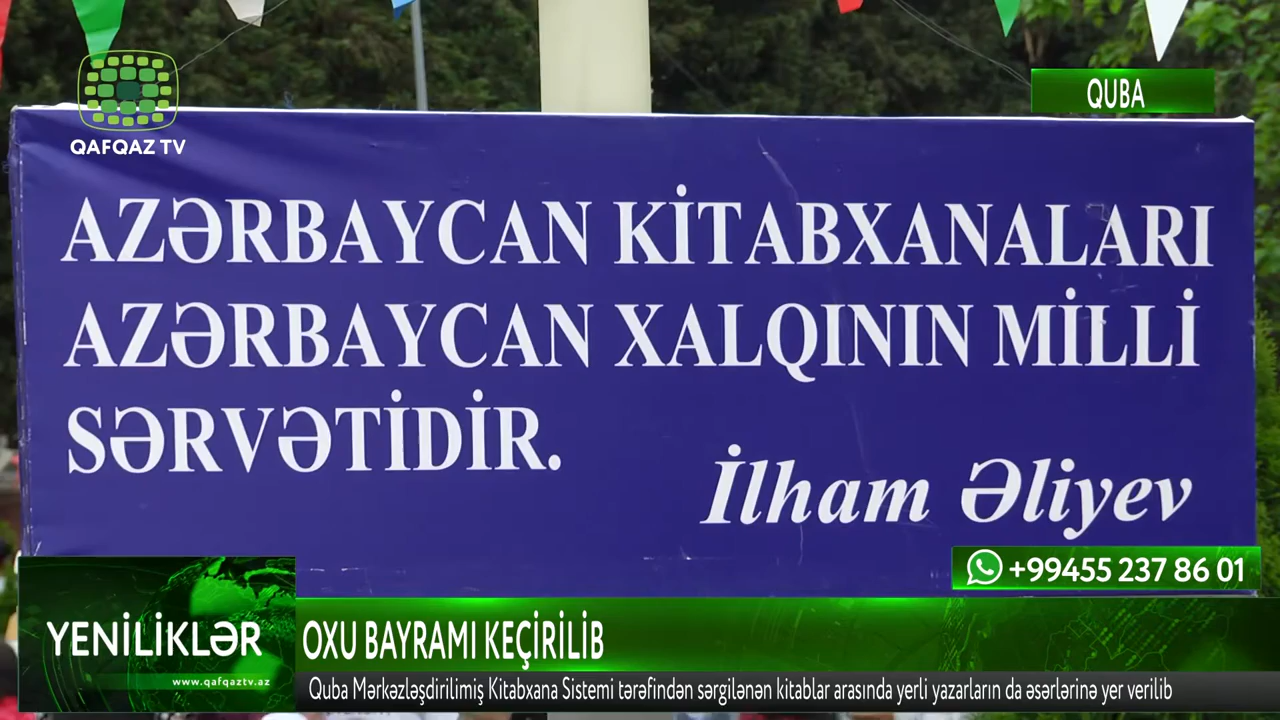 QAFQAZ TV
QUBA
AZƏRBAYCAN KİTABXANALARI
AZƏRBAYCAN XALQININ MİLLİ
SƏRVƏTİDİR.
İlham Əliyev
+99455 237 86 01
YENİLİKLƏR
www.qafqaztv.az
OXU BAYRAMI KEÇİRİLİB
Quba Mərkəzləşdirilimiş Kitabxana Sistemi tərəfindən sərgilənən kitablar arasında yerli yazarların da əsərlərinə yer verilib